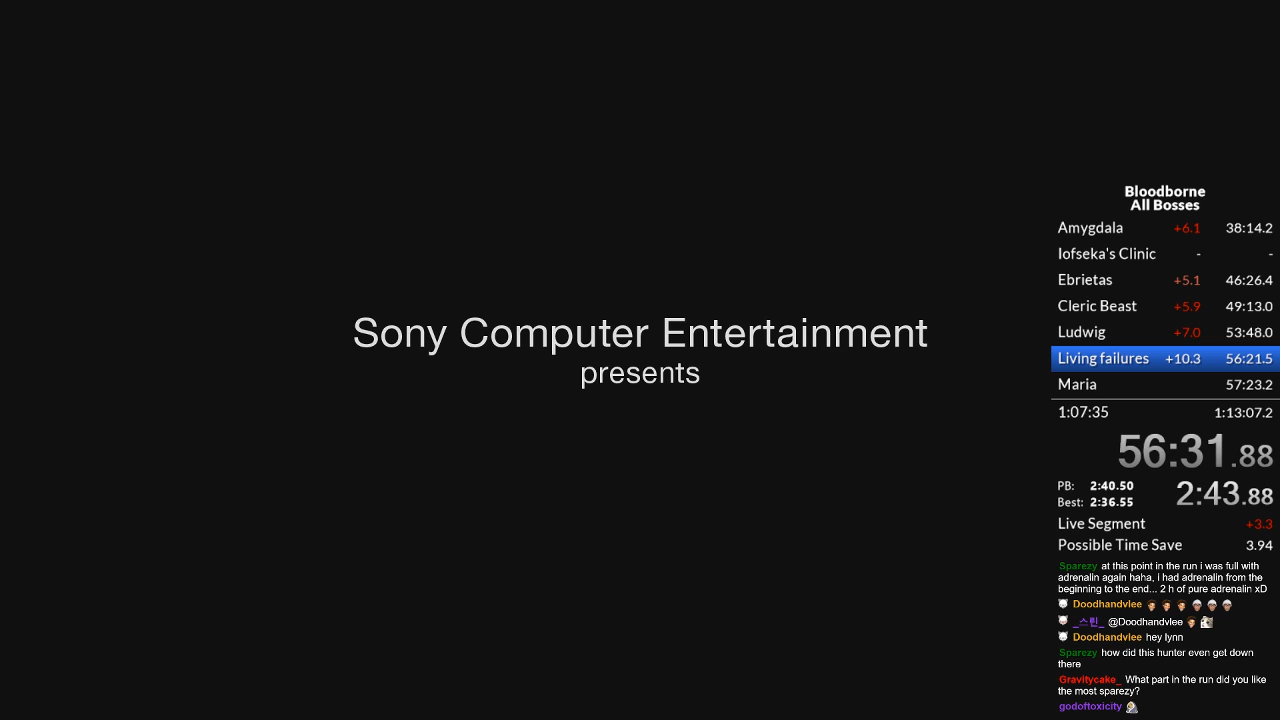 Sony Computer Entertainment
presents
Bloodborne
All Bosses
Amygdala +6.1 38:14.2
Iofseka's Clinic - -
Ebrietas +5.1 46:26.4
Cleric Beast +5.9 49:13.0
Ludwig +7.0 53:48.0
Living failures +10.3 56:21.5
Maria 57:23.2
1:07:35 1:13:07.2
56:31.88
PB: 2:40.50
Best: 2:36.55
2:43.88
Live Segment +3.3
Possible Time Save 3.94
Sparezy at this point in the run i was full with
adrenalin again haha, i had adrenalin from the
beginning to the end... 2 h of pure adrenalin xD
Doodhandvlee
_스린_ @Doodhandvlee
Doodhandvlee hey lynn
Sparezy how did this hunter even get down
there
Gravitycake_ What part in the run did you like
the most sparezy?
godoftoxicity